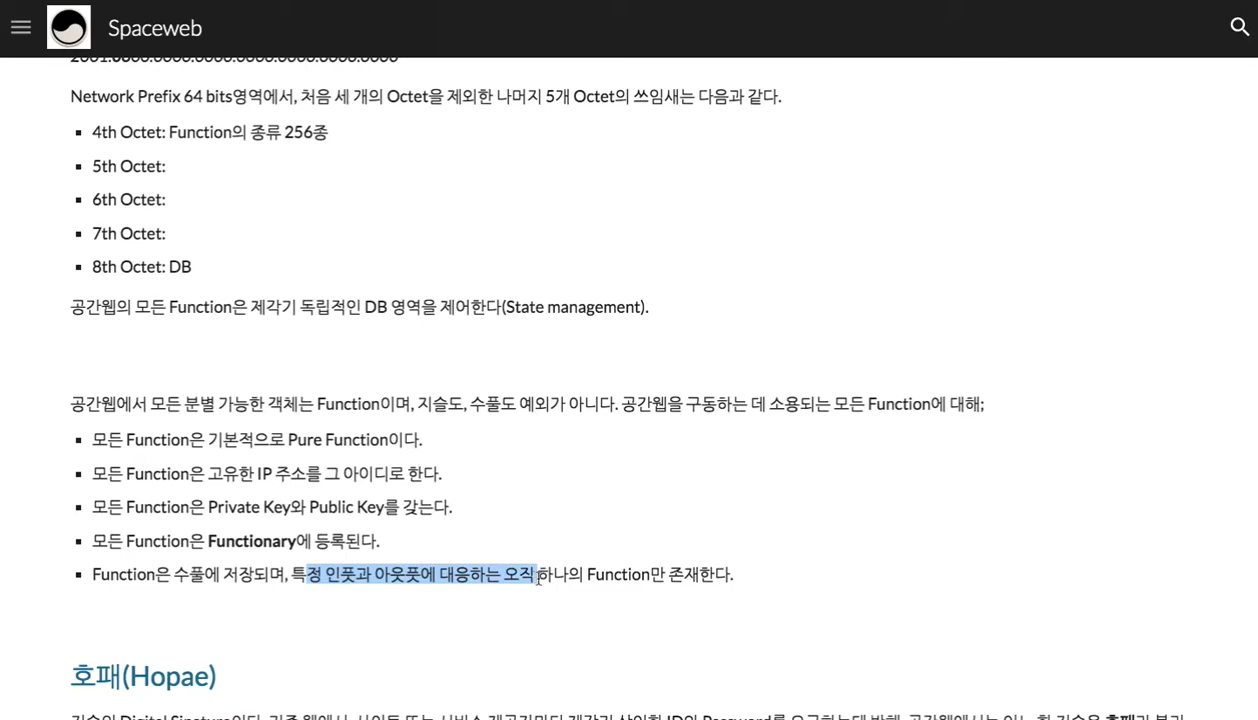 Spaceweb
Network Prefix 64 bits영역에서, 처음 세 개의 Octet을 제외한 나머지 5개 Octet의 쓰임새는 다음과 같다.
4th Octet: Function의 종류 256종
5th Octet:
6th Octet:
7th Octet:
8th Octet: DB
공간웹의 모든 Function은 제각기 독립적인 DB 영역을 제어한다(State management).
공간웹에서 모든 분별 가능한 객체는 Function이며, 지슬도, 수풀도 예외가 아니다. 공간웹을 구동하는 데 소용되는 모든 Function에 대해;
모든 Function은 기본적으로 Pure Function이다.
모든 Function은 고유한 IP 주소를 그 아이디로 한다.
모든 Function은 Private Key와 Public Key를 갖는다.
모든 Function은 Functionary에 등록된다.
Function은 수풀에 저장되며, 특정 인풋과 아웃풋에 대응하는 오직 하나의 Function만 존재한다.
호패(Hopae)